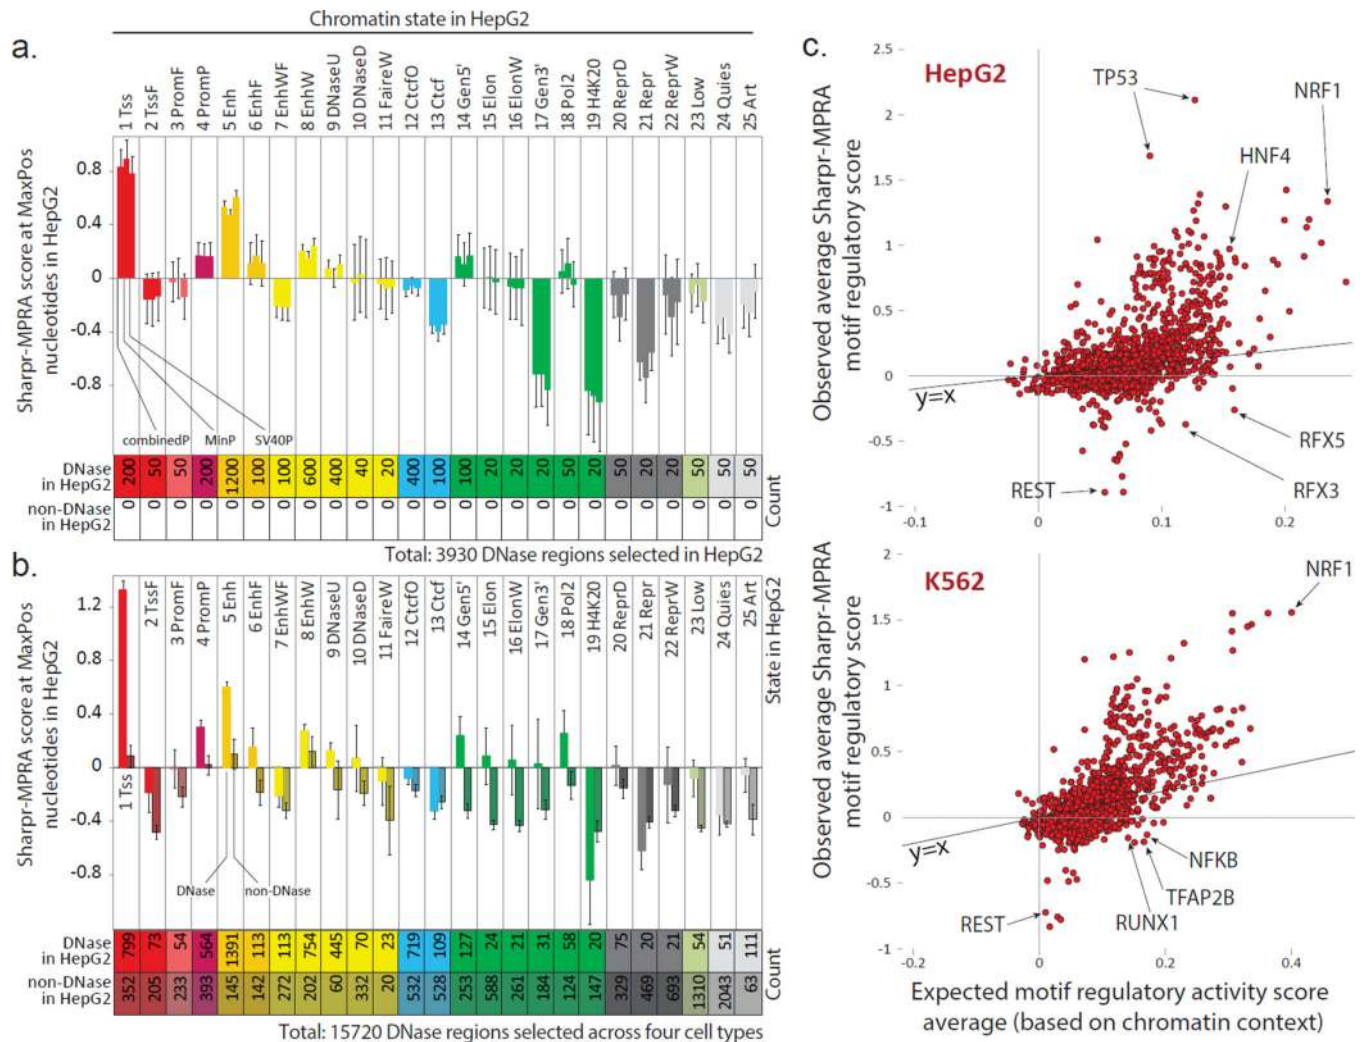 Chromatin state in HepG2
a.
1 Tss
2 TssF
3 PromF
4 PromP
5 Enh
6 EnhF
7 EnhWF
8 EnhW
9 DNaseU
10 DNaseD
11 FaireW
12 CtcfO
13 Ctcf
14 Gen5'
15 Elon
16 ElonW
17 Gen3'
18 Pol2
19 H4K20
20 ReprD
21 Repr
22 ReprW
23 Low
24 Quies
25 Art
Sharpr-MPRA score at MaxPos
nucleotides in HepG2
0.8
0.4
0
-0.4
-0.8
combinedP MinP SV40P
DNase
in HepG2
200 50 50 200 1200 100 100 600 400 40 20 400 100 100 20 20 20 50 20 50 20 20 50 50 50
non-DNase
in HepG2
0 0 0 0 0 0 0 0 0 0 0 0 0 0 0 0 0 0 0 0 0 0 0 0 0
Count
Total: 3930 DNase regions selected in HepG2
b.
1 Tss
2 TssF
3 PromF
4 PromP
5 Enh
6 EnhF
7 EnhWF
8 EnhW
9 DNaseU
10 DNaseD
11 FaireW
12 CtcfO
13 Ctcf
14 Gen5'
15 Elon
16 ElonW
17 Gen3'
18 Pol2
19 H4K20
20 ReprD
21 Repr
22 ReprW
23 Low
24 Quies
25 Art
State in HepG2
Sharpr-MPRA score at MaxPos
nucleotides in HepG2
1.2
0.8
0.4
0
-0.4
-0.8
DNase non-DNase
DNase
in HepG2
799 73 54 564 1391 113 113 754 445 70 23 719 109 127 24 21 31 58 20 75 20 21 54 51 111
non-DNase
in HepG2
352 205 233 393 145 142 272 202 60 332 20 532 528 253 588 261 184 124 147 329 469 693 1310 2043 63
Count
Total: 15720 DNase regions selected across four cell types
c.
HepG2
Observed average Sharpr-MPRA
motif regulatory score
2.5
2
1.5
1
0.5
0
-0.5
-1
-0.1 0 0.1 0.2
TP53
NRF1
HNF4
y=x
RFX5
RFX3
REST
K562
Observed average Sharpr-MPRA
motif regulatory score
2
1.5
1
0.5
0
-0.5
-1
-0.2 0 0.2 0.4
NRF1
y=x
NFKB
TFAP2B
RUNX1
REST
Expected motif regulatory activity score
average (based on chromatin context)